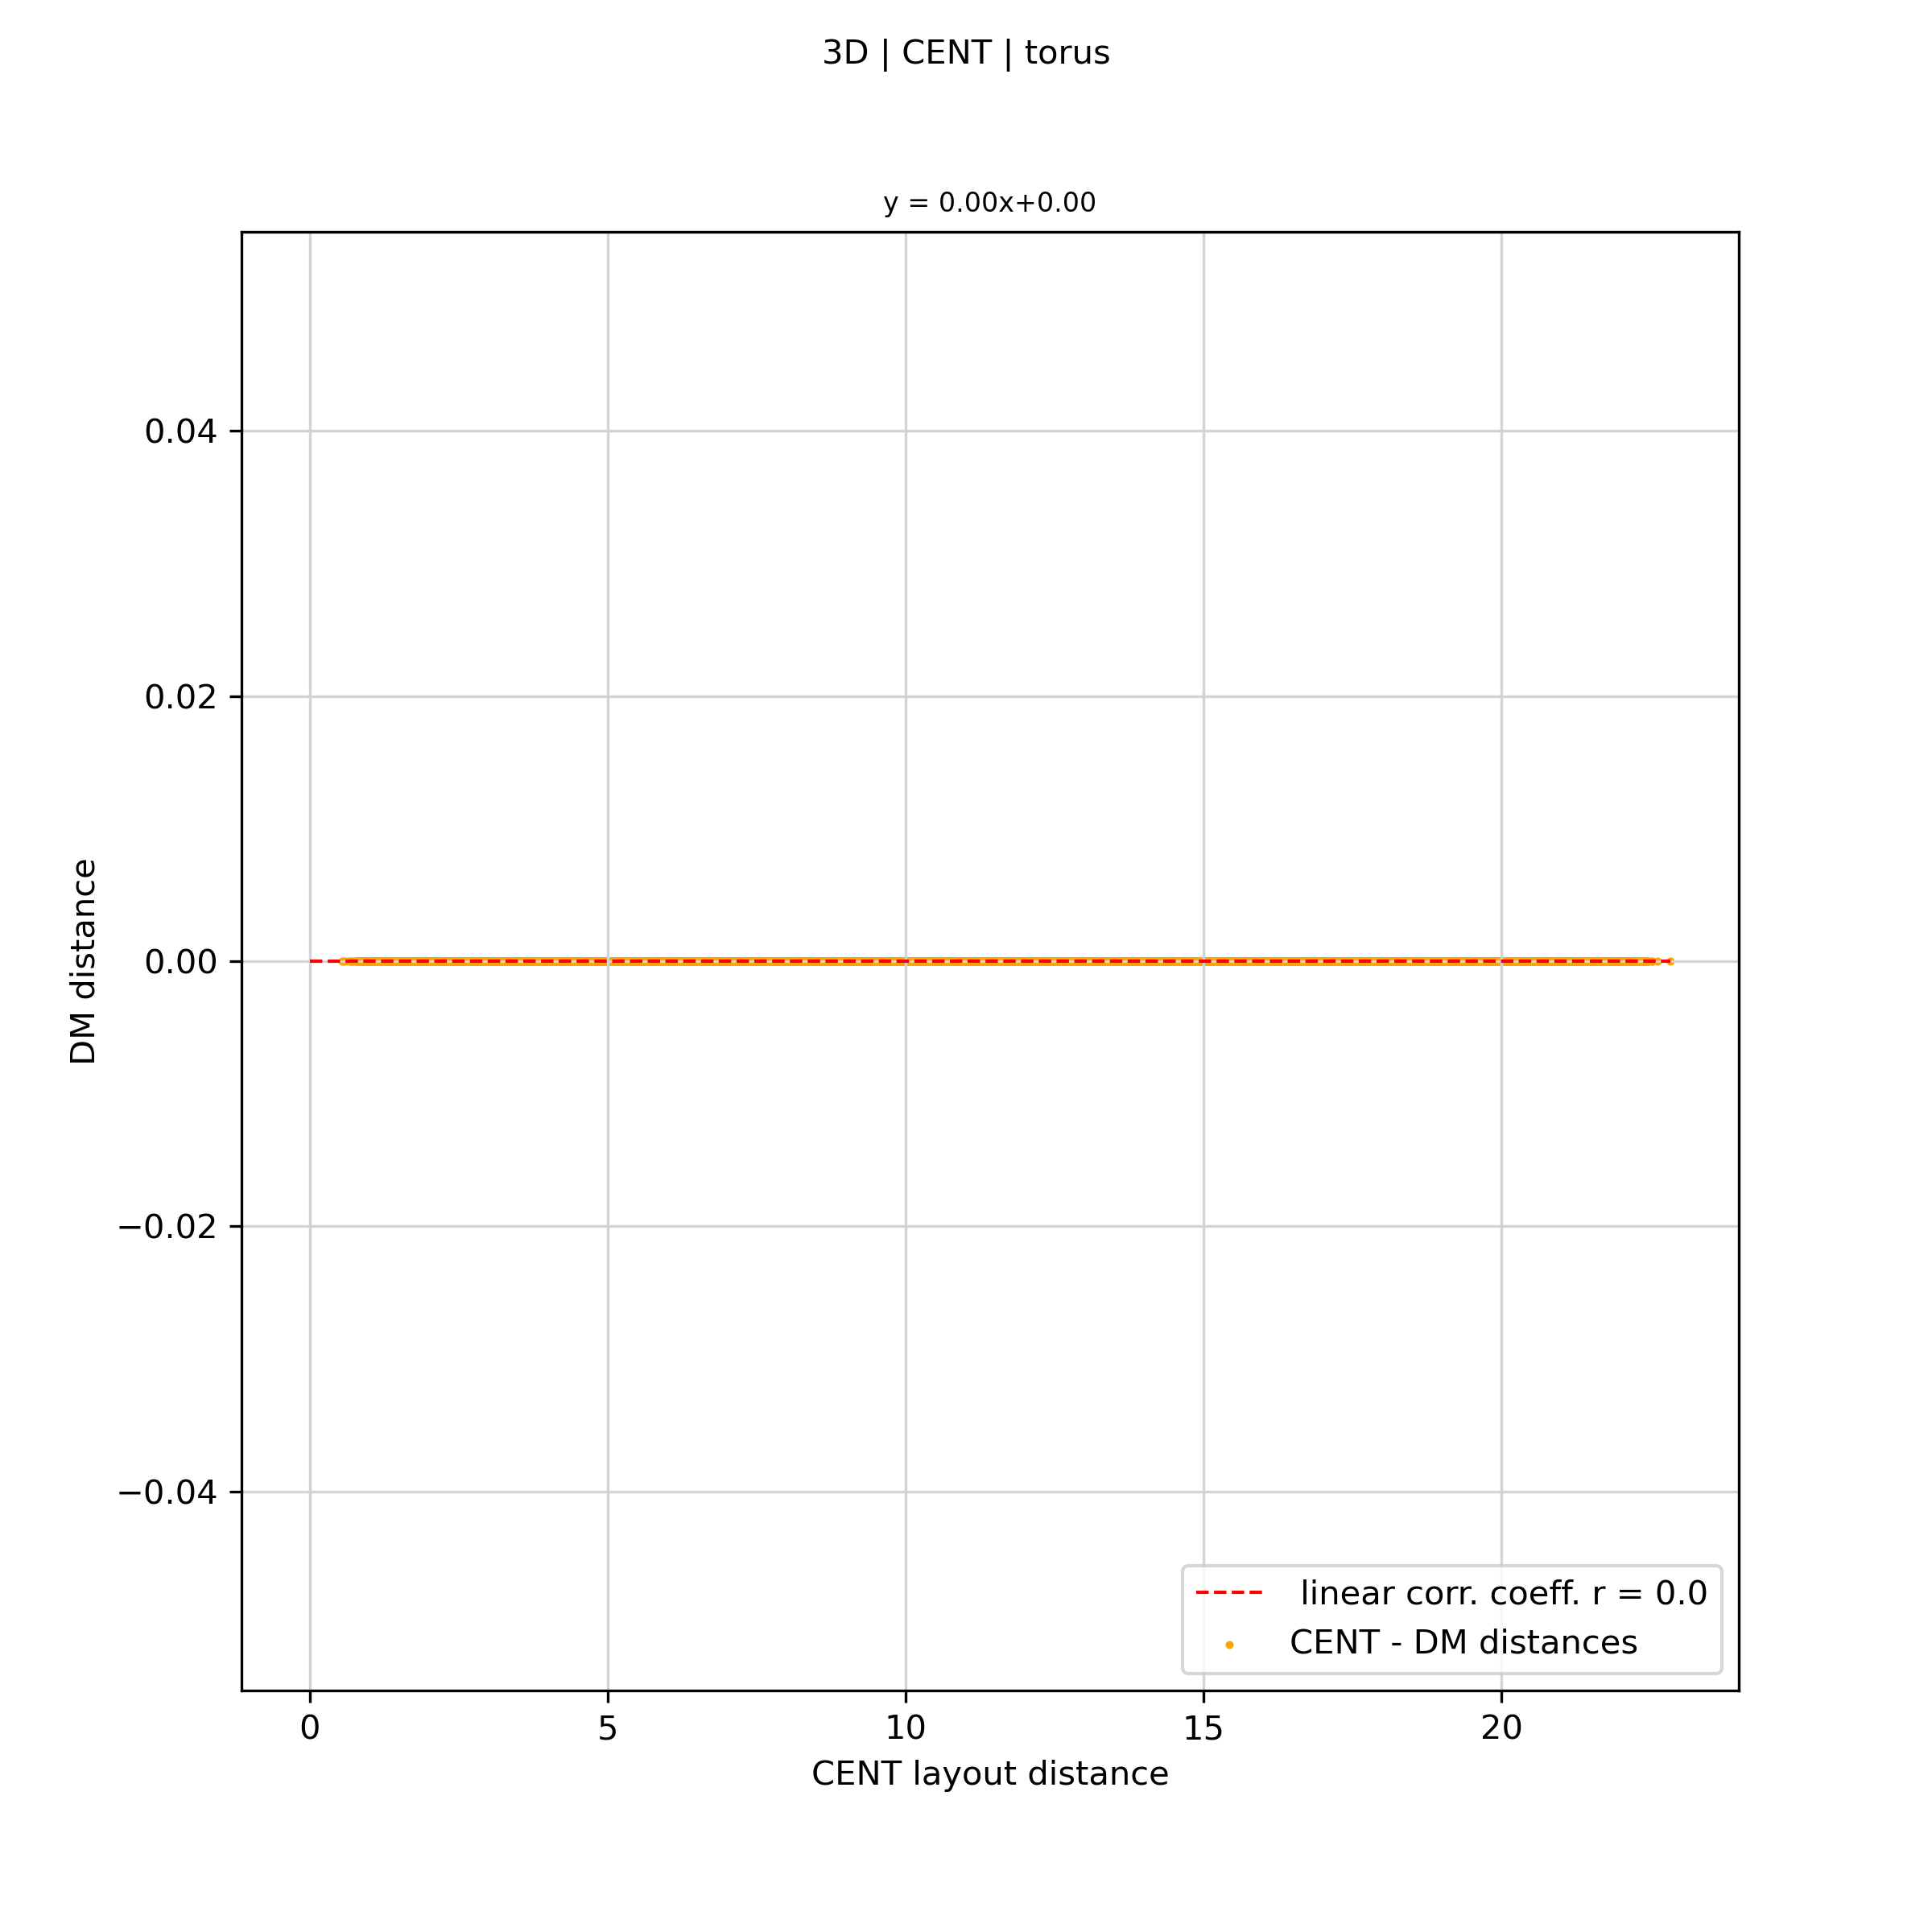 3D | CENT | torus
y = 0.00x+0.00
0.04
0.02
0.00
−0.02
−0.04
DM distance
linear corr. coeff. r = 0.0
CENT - DM distances
0 5 10 15 20
CENT layout distance